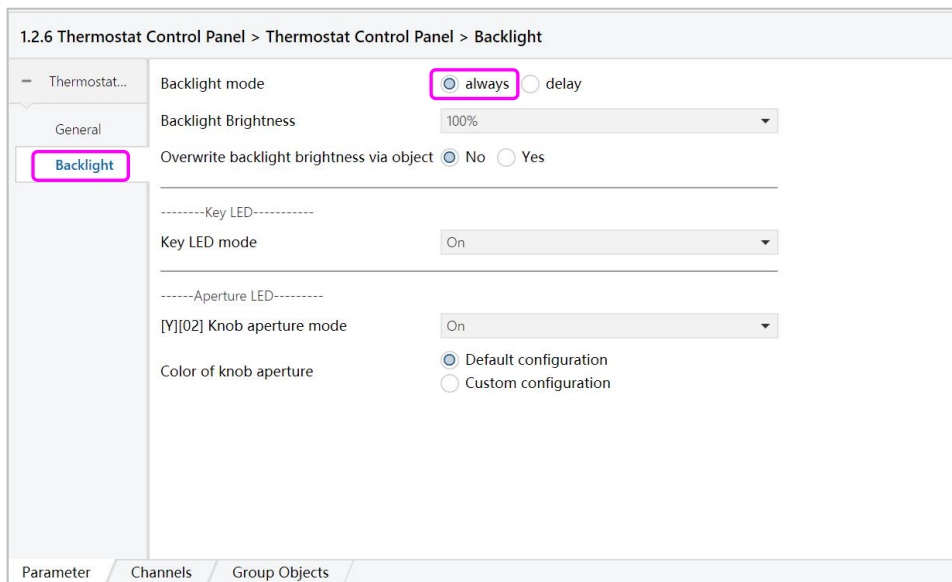 1.2.6 Thermostat Control Panel > Thermostat Control Panel > Backlight
Thermostat...
General
Backlight
Backlight mode always delay
Backlight Brightness 100%
Overwrite backlight brightness via object No Yes
--------Key LED-----------
Key LED mode On
------Aperture LED---------
[Y][02] Knob aperture mode On
Color of knob aperture Default configuration
Custom configuration
Parameter Channels Group Objects